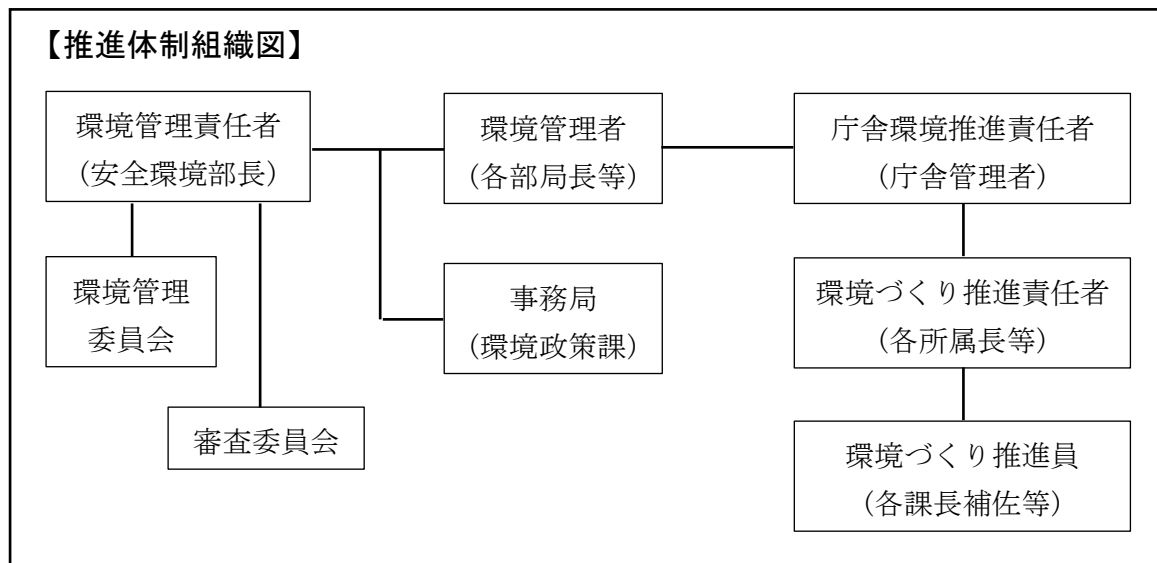 【推進体制組織図】
環境管理責任者
(安全環境部長)
環境管理者
(各部局長等)
庁舎環境推進責任者
(庁舎管理者)
環境管理
委員会
事務局
(環境政策課)
環境づくり推進責任者
(各所属長等)
審査委員会
環境づくり推進員
(各課長補佐等)